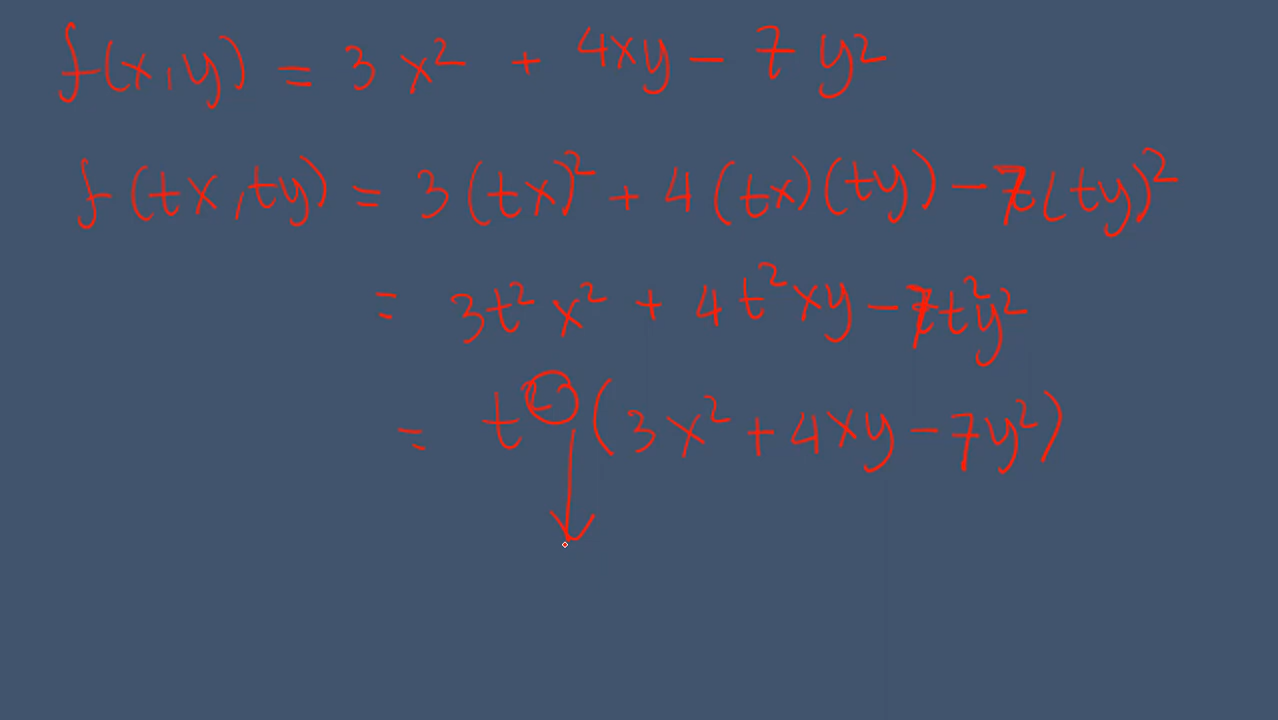 f(x,y) = 3x² + 4xy - 7y²
f(tx,ty) = 3(tx)² + 4(tx)(ty) - 7(ty)²
= 3t²x² + 4t²xy - 7t²y²
= t²(3x² + 4xy - 7y²)